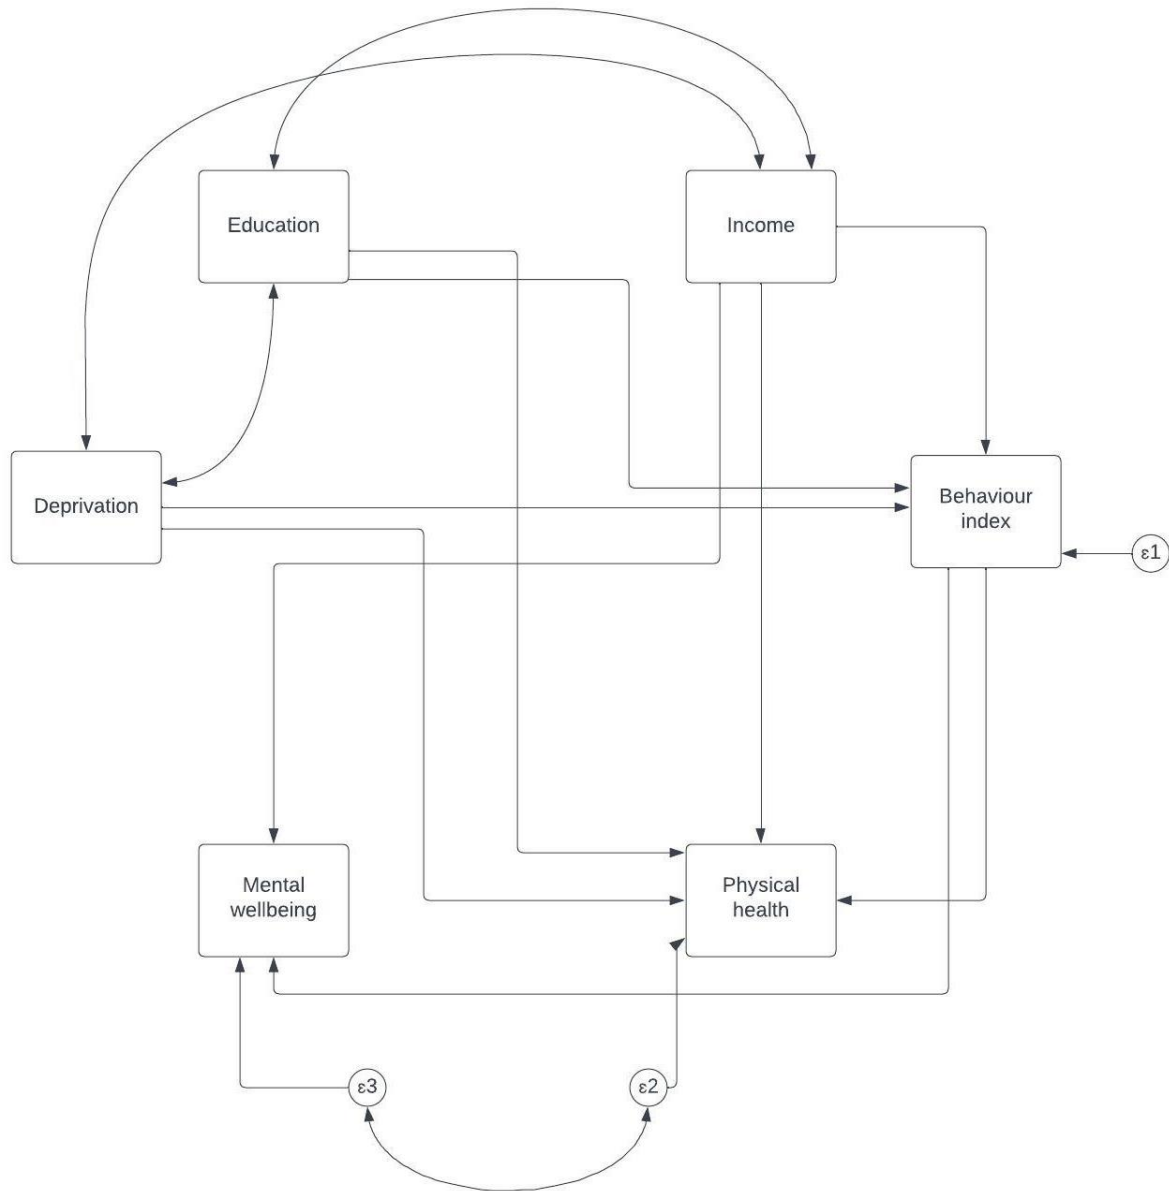 Education
Income
Deprivation
Behaviour
index
ε1
Mental
wellbeing
Physical
health
ε3
ε2